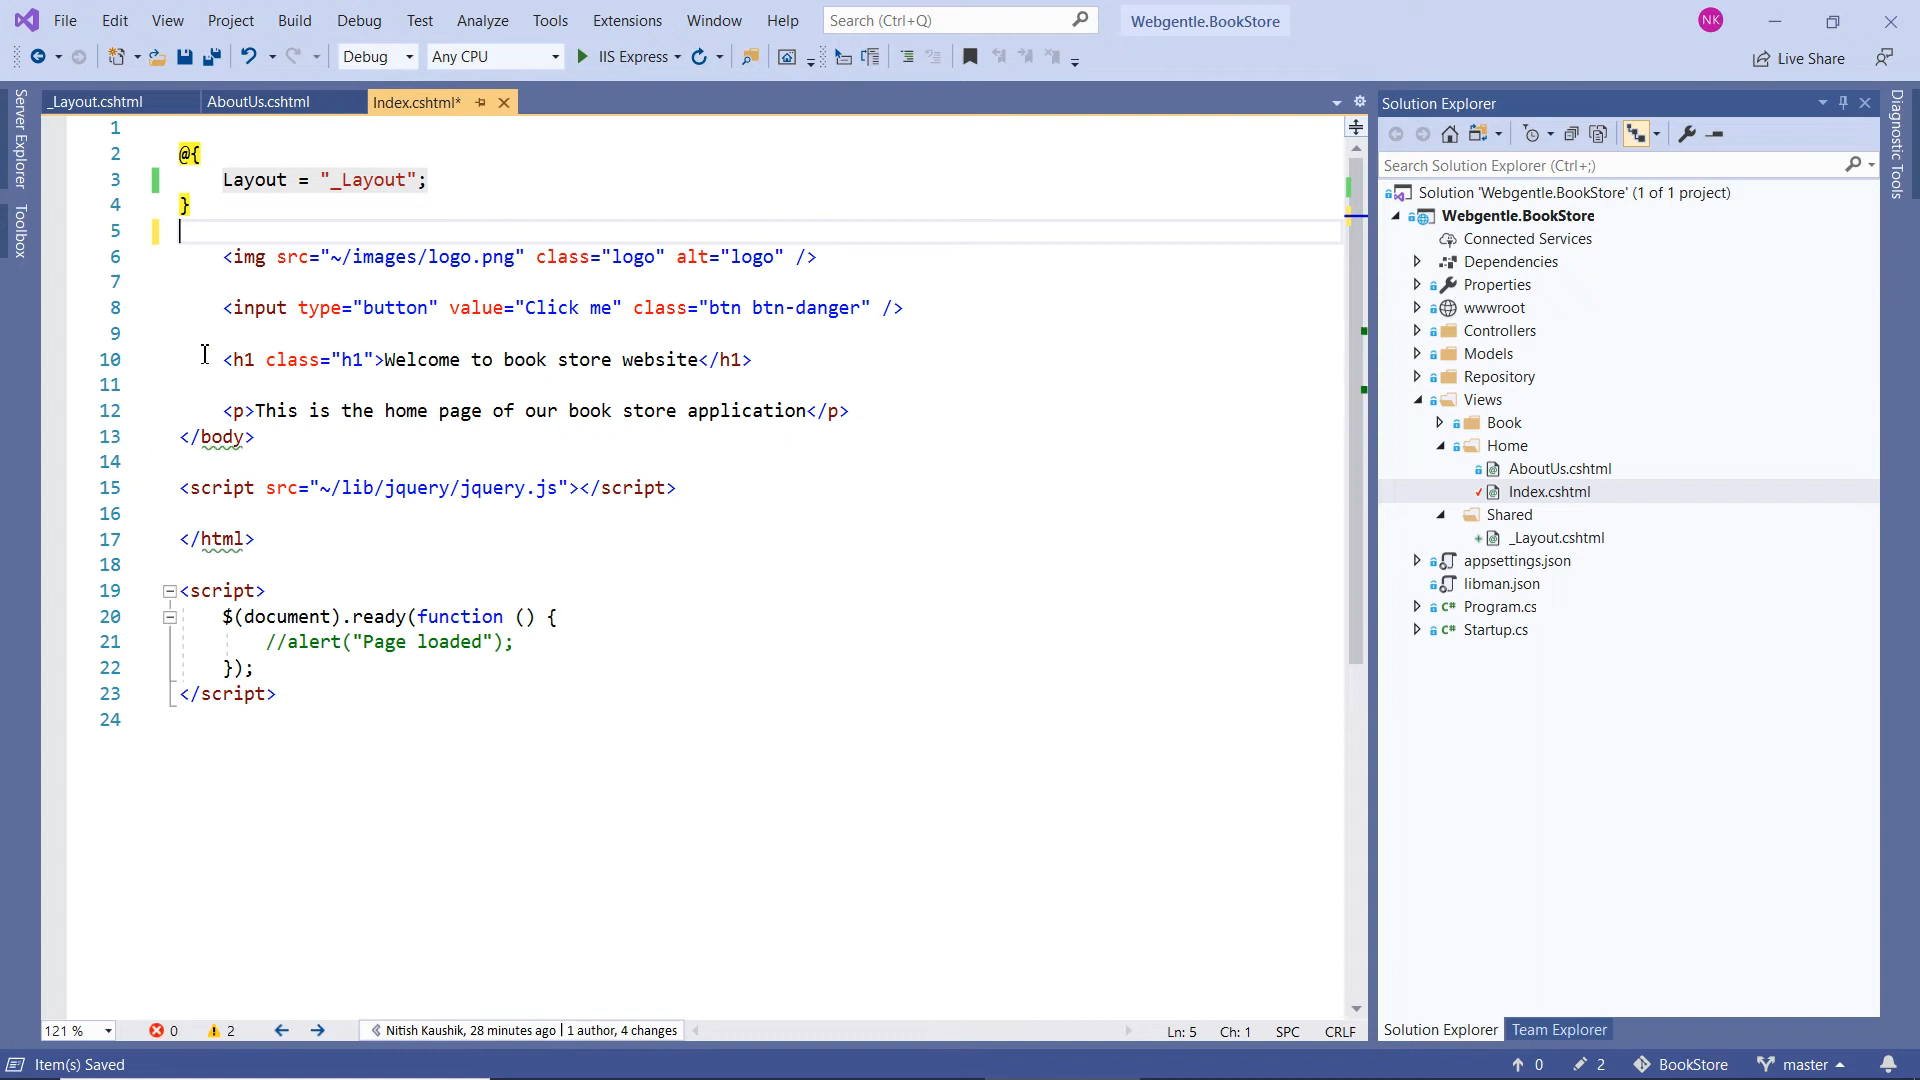 File Edit View Project Build Debug Test Analyze Tools Extensions Window Help Search (Ctrl+Q) Webgentle.BookStore NK
Debug Any CPU IIS Express Live Share
Server Explorer
Toolbox
_Layout.cshtml AboutUs.cshtml Index.cshtml*
1
2 @{
3 Layout = "_Layout";
4 }
5
6 <img src="~/images/logo.png" class="logo" alt="logo" />
7
8 <input type="button" value="Click me" class="btn btn-danger" />
9
10 <h1 class="h1">Welcome to book store website</h1>
11
12 <p>This is the home page of our book store application</p>
13 </body>
14
15 <script src="~/lib/jquery/jquery.js"></script>
16
17 </html>
18
19 <script>
20 $(document).ready(function () {
21 //alert("Page loaded");
22 });
23 </script>
24
121 % 0 2 Nitish Kaushik, 28 minutes ago | 1 author, 4 changes Ln: 5 Ch: 1 SPC CRLF
Solution Explorer
Search Solution Explorer (Ctrl+;)
Solution 'Webgentle.BookStore' (1 of 1 project)
Webgentle.BookStore
Connected Services
Dependencies
Properties
wwwroot
Controllers
Models
Repository
Views
Book
Home
AboutUs.cshtml
Index.cshtml
Shared
_Layout.cshtml
appsettings.json
libman.json
C# Program.cs
C# Startup.cs
Solution Explorer Team Explorer
Diagnostic Tools
Item(s) Saved 0 2 BookStore master